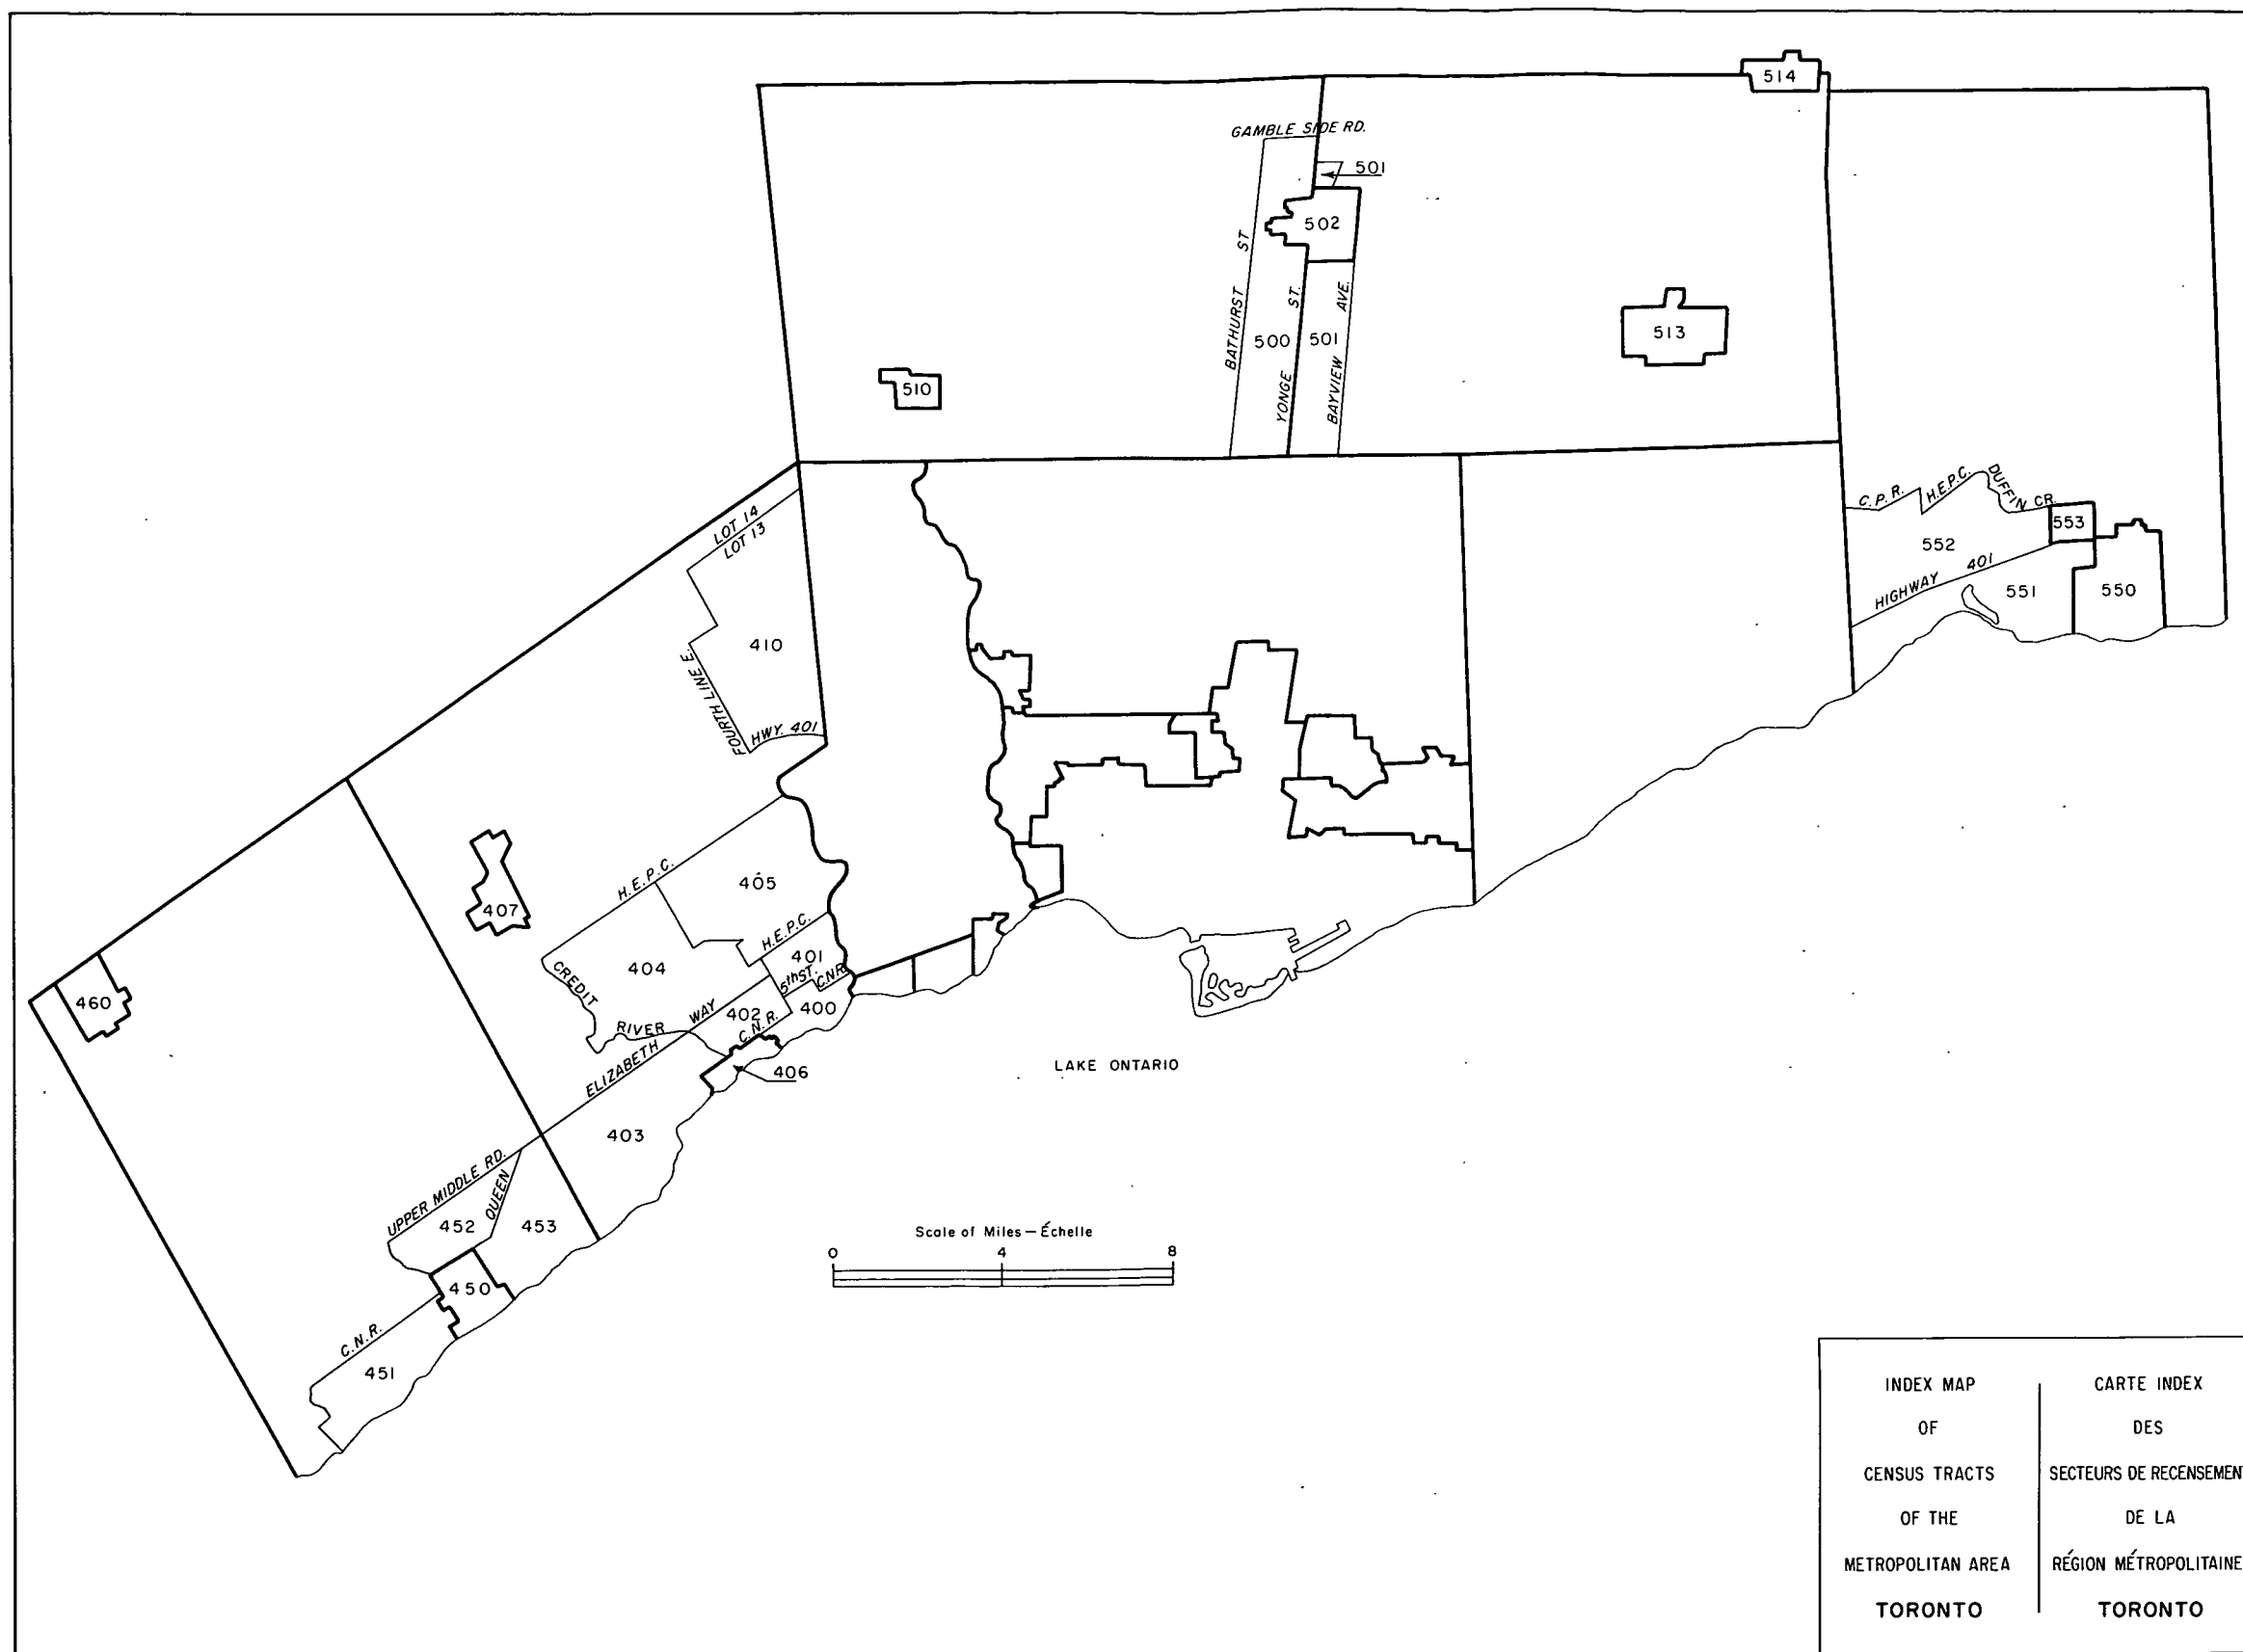 514
GAMBLE SIDE RD.
501
502
BATHURST ST
500
YONGE ST.
501
BAYVIEW AVE.
513
510
LOT 14
LOT 13
410
FOURTH LINE E.
HWY. 401
C.P.R.
H.E.P.C.
DUFFIN CR.
553
552
HIGHWAY 401
551
550
407
H.E.P.C.
405
H.E.P.C.
401
404
5thST.
C.N.R.
460
CREDIT RIVER
402
C.N.R.
400
406
LAKE ONTARIO
QUEEN ELIZABETH WAY
403
UPPER MIDDLE RD.
452
453
450
C.N.R.
451
Scale of Miles — Échelle
0 4 8
INDEX MAP
OF
CENSUS TRACTS
OF THE
METROPOLITAN AREA
TORONTO
CARTE INDEX
DES
SECTEURS DE RECENSEMENT
DE LA
RÉGION MÉTROPOLITAINE
TORONTO